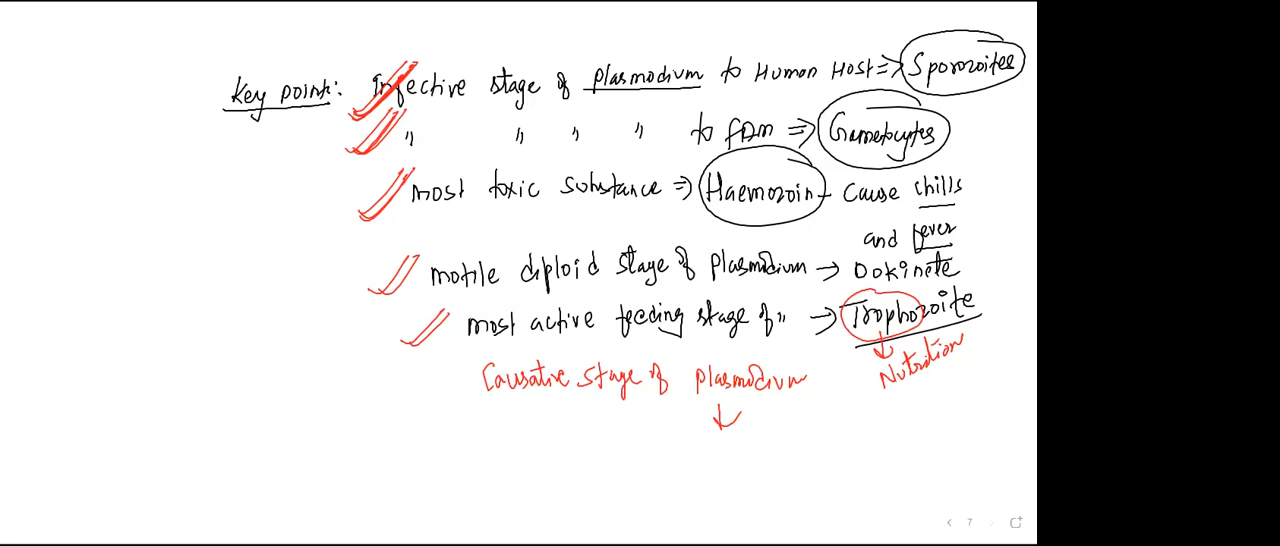 Key point: Infective stage of plasmodium to Human Host ⇒ Sporozoites
" " " " to FAM ⇒ Gametocytes
most toxic substance ⇒ Haemozoin - cause chills
and fever
motile diploid stage of plasmodium → Ookinete
most active feeding stage of " → Trophozoite
Nutrition
Causative stage of plasmodium
7